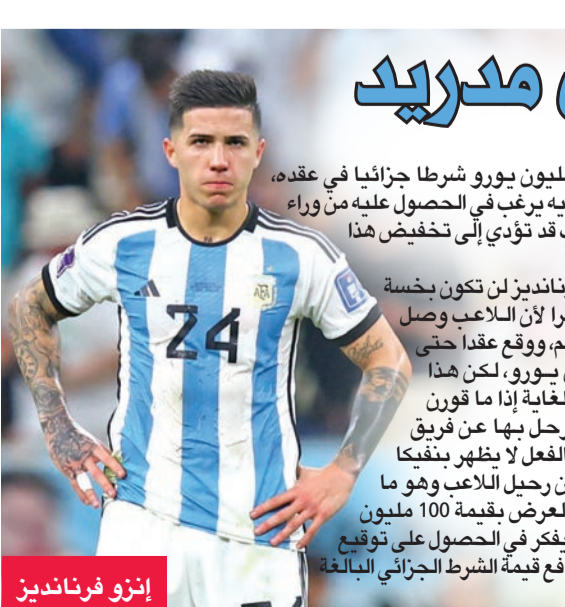 مدريد
مليون يورو شرطا جزائيا في عقده،
يه يرغب في الحصول عليه من وراء
قد تؤدي إلى تخفيض هذا
رنانديز لن تكون بخسة
را لأن اللاعب وصل
م، ووقع عقدا حتى
يورو، لكن هذا
لغاية إذا ما قورن
رحل بها عن فريق
الفعل لا يظهر بنفيكا
ن رحيل اللاعب وهو ما
لعرض بقيمة 100 مليون
يفكر في الحصول على توقيع
فع قيمة الشرط الجزائي البالغة
24
AFA
إنزو فرنانديز